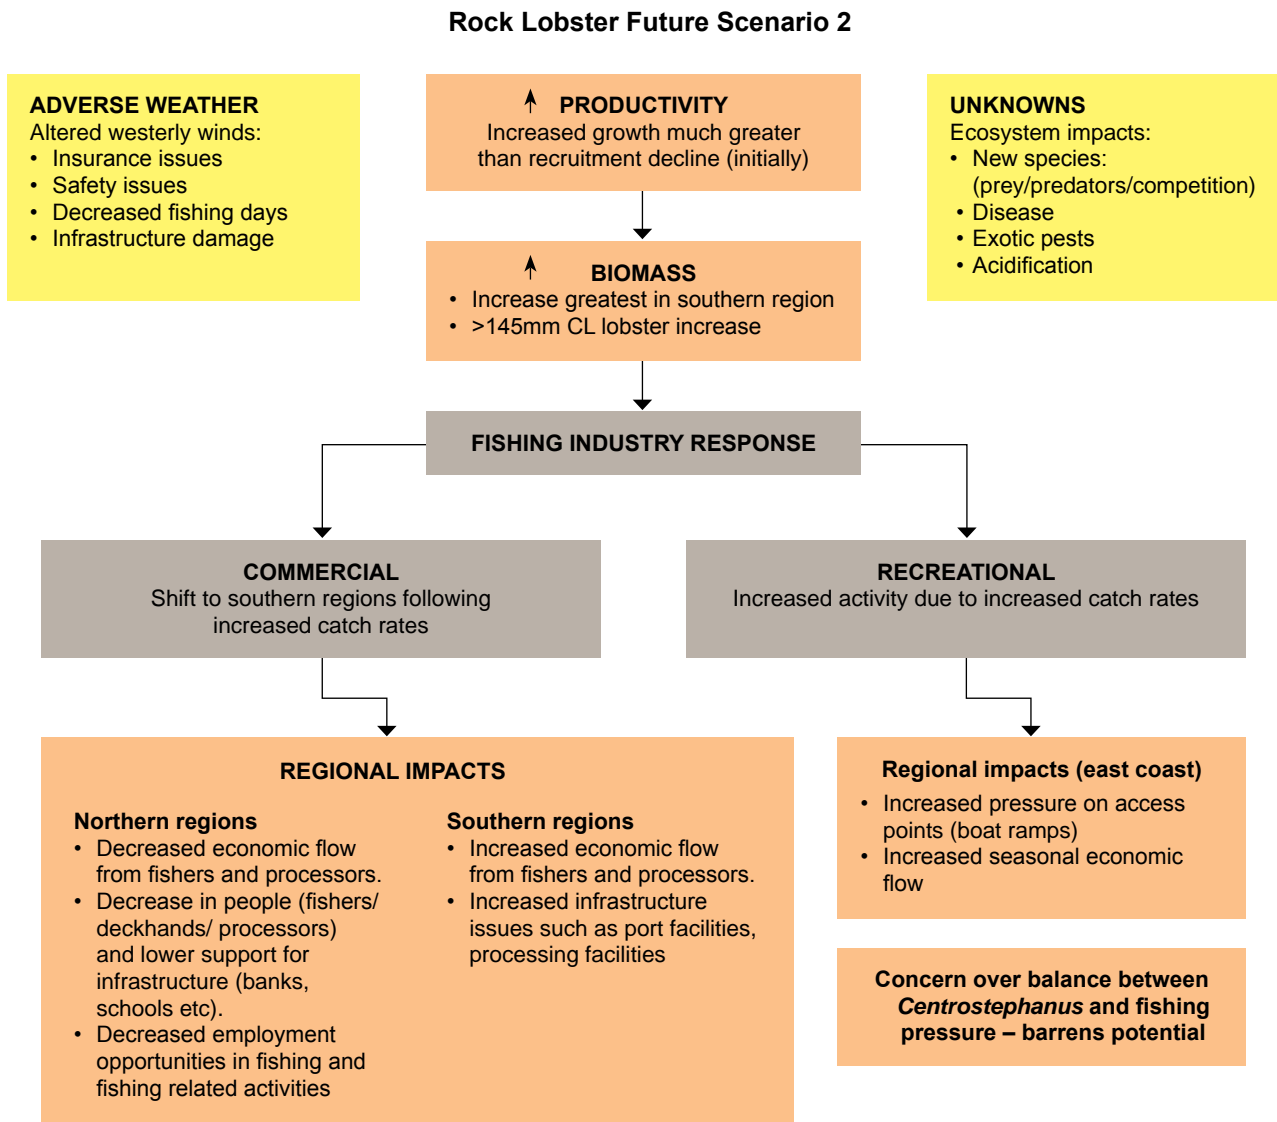 Rock Lobster Future Scenario 2
ADVERSE WEATHER
Altered westerly winds:
• Insurance issues
• Safety issues
• Decreased fishing days
• Infrastructure damage
PRODUCTIVITY
Increased growth much greater
than recruitment decline (initially)
UNKNOWNS
Ecosystem impacts:
• New species:
(prey/predators/competition)
• Disease
• Exotic pests
• Acidification
BIOMASS
• Increase greatest in southern region
• >145mm CL lobster increase
FISHING INDUSTRY RESPONSE
COMMERCIAL
Shift to southern regions following
increased catch rates
RECREATIONAL
Increased activity due to increased catch rates
REGIONAL IMPACTS
Northern regions
• Decreased economic flow
from fishers and processors.
• Decrease in people (fishers/
deckhands/ processors)
and lower support for
infrastructure (banks,
schools etc).
• Decreased employment
opportunities in fishing and
fishing related activities
Southern regions
• Increased economic flow
from fishers and processors.
• Increased infrastructure
issues such as port facilities,
processing facilities
Regional impacts (east coast)
• Increased pressure on access
points (boat ramps)
• Increased seasonal economic
flow
Concern over balance between
Centrostephanus and fishing
pressure – barrens potential